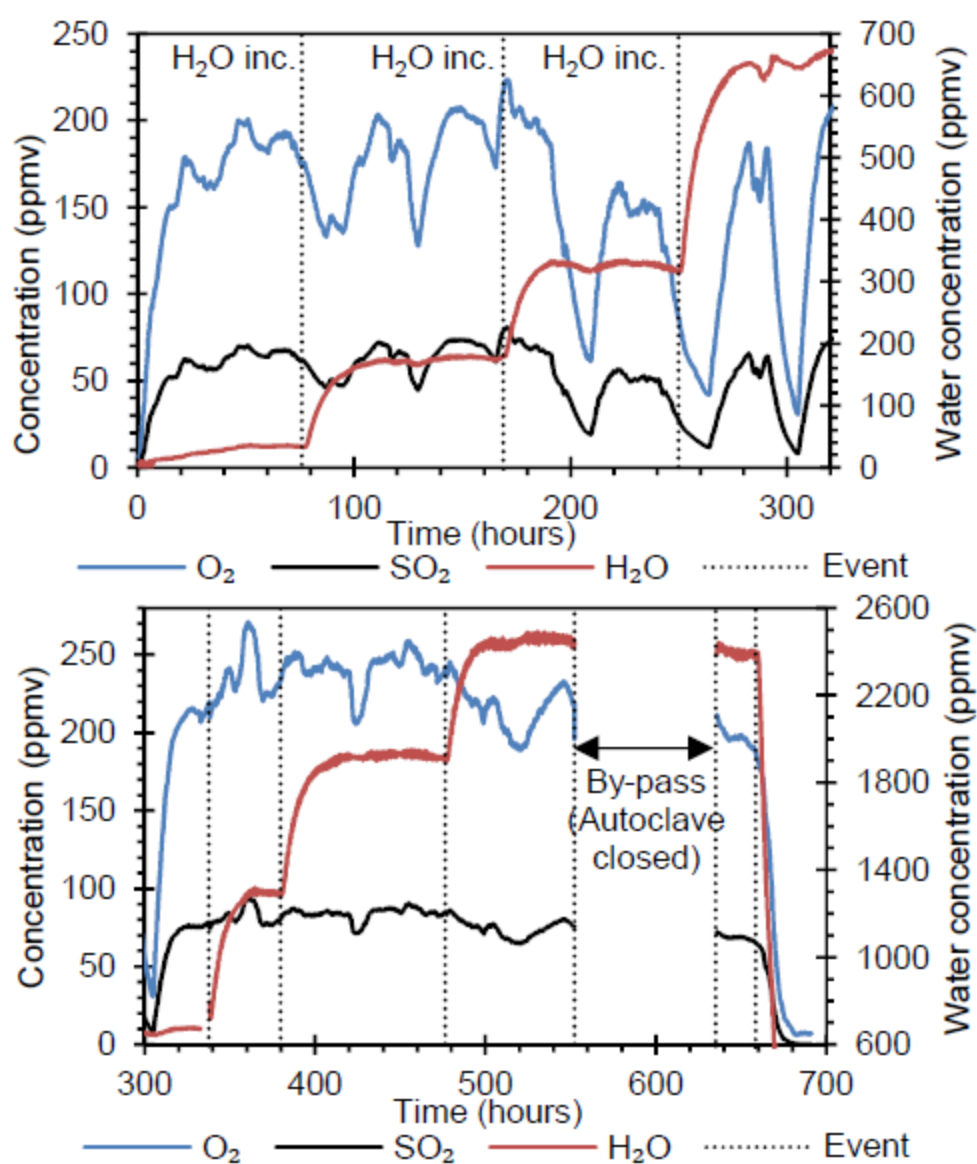 250
200
150
100
50
0
Concentration (ppmv)
H₂O inc.
H₂O inc.
H₂O inc.
700
600
500
400
300
200
100
0
Water concentration (ppmv)
0
100
200
300
Time (hours)
O₂
SO₂
H₂O
Event
250
200
150
100
50
0
Concentration (ppmv)
By-pass
(Autoclave
closed)
2600
2200
1800
1400
1000
600
Water concentration (ppmv)
300
400
500
600
700
Time (hours)
O₂
SO₂
H₂O
Event